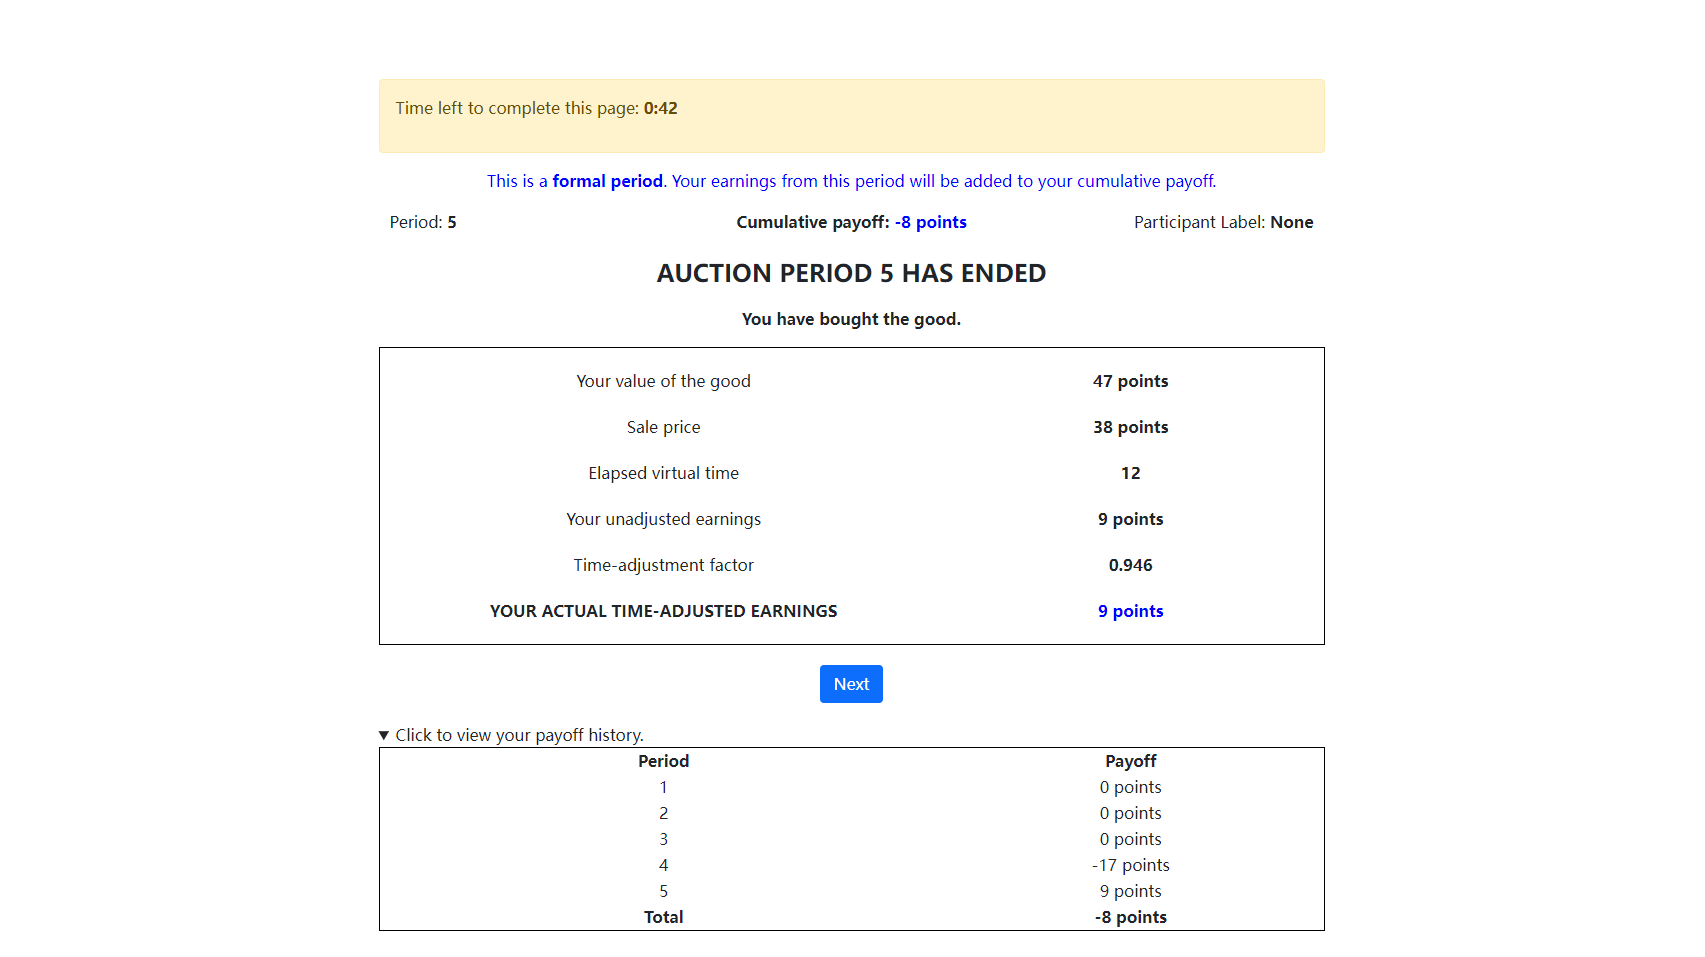 Time left to complete this page: 0:42
This is a formal period. Your earnings from this period will be added to your cumulative payoff.
Period: 5 Cumulative payoff: -8 points Participant Label: None
AUCTION PERIOD 5 HAS ENDED
You have bought the good.
Your value of the good 47 points
Sale price 38 points
Elapsed virtual time 12
Your unadjusted earnings 9 points
Time-adjustment factor 0.946
YOUR ACTUAL TIME-ADJUSTED EARNINGS 9 points
Next
▼ Click to view your payoff history.
Period Payoff
1 0 points
2 0 points
3 0 points
4 -17 points
5 9 points
Total -8 points